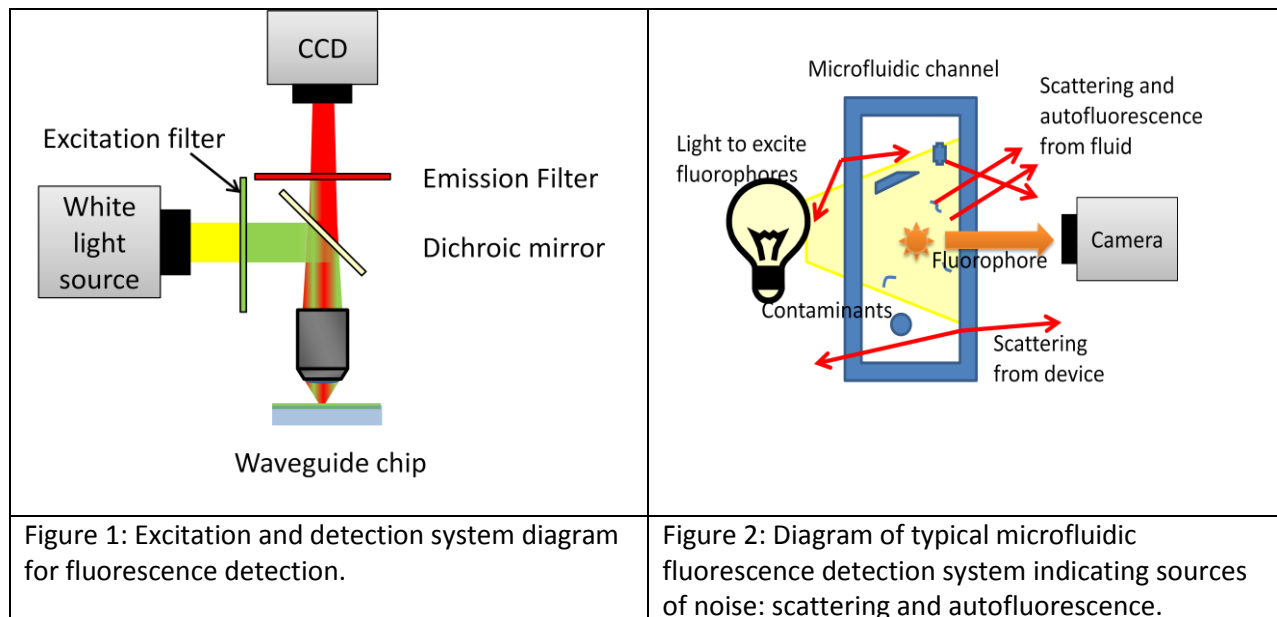 CCD
Excitation filter
White
light
source
Emission Filter
Dichroic mirror
Waveguide chip
Microfluidic channel
Light to excite
fluorophores
Scattering and
autofluorescence
from fluid
Camera
Fluorophore
Contaminants
Scattering
from device
Figure 1: Excitation and detection system diagram
for fluorescence detection.
Figure 2: Diagram of typical microfluidic
fluorescence detection system indicating sources
of noise: scattering and autofluorescence.